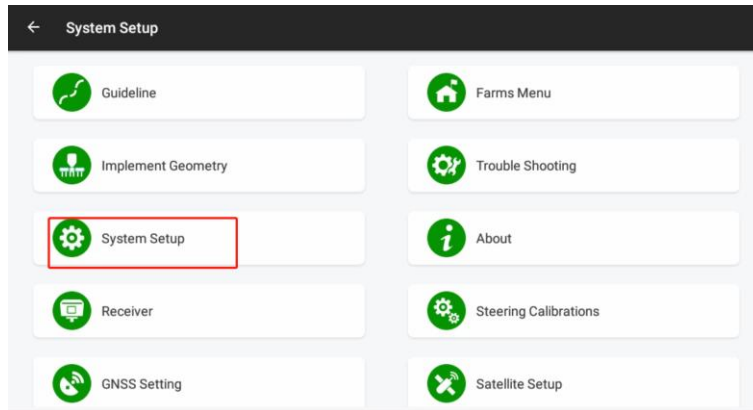 System Setup
Guideline
Farms Menu
Implement Geometry
Trouble Shooting
System Setup
About
Receiver
Steering Calibrations
GNSS Setting
Satellite Setup